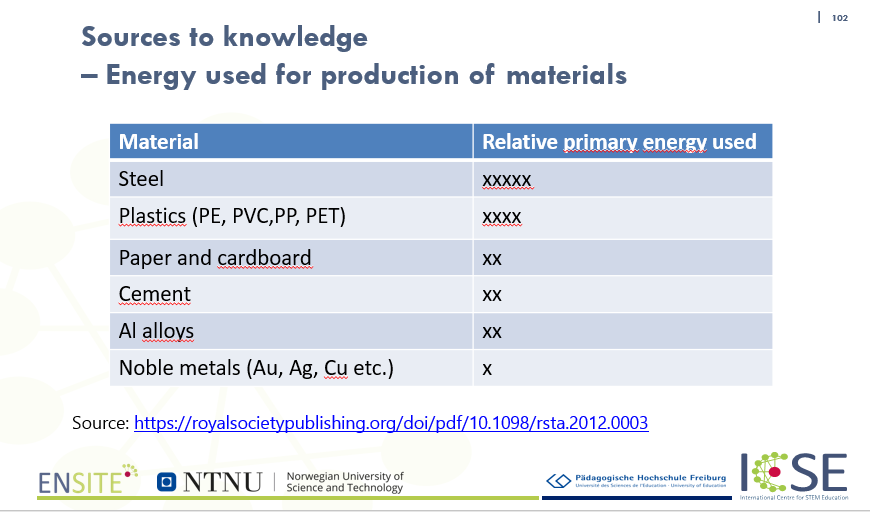 102
Sources to knowledge
– Energy used for production of materials
Material Relative primary energy used
Steel xxxxx
Plastics (PE, PVC,PP, PET) xxxx
Paper and cardboard xx
Cement xx
Al alloys xx
Noble metals (Au, Ag, Cu etc.) x
Source: https://royalsocietypublishing.org/doi/pdf/10.1098/rsta.2012.0003
ENSITE
NTNU
Norwegian University of
Science and Technology
Pädagogische Hochschule Freiburg
Université des Sciences de l'Education · University of Education
ICSE
International Centre for STEM Education